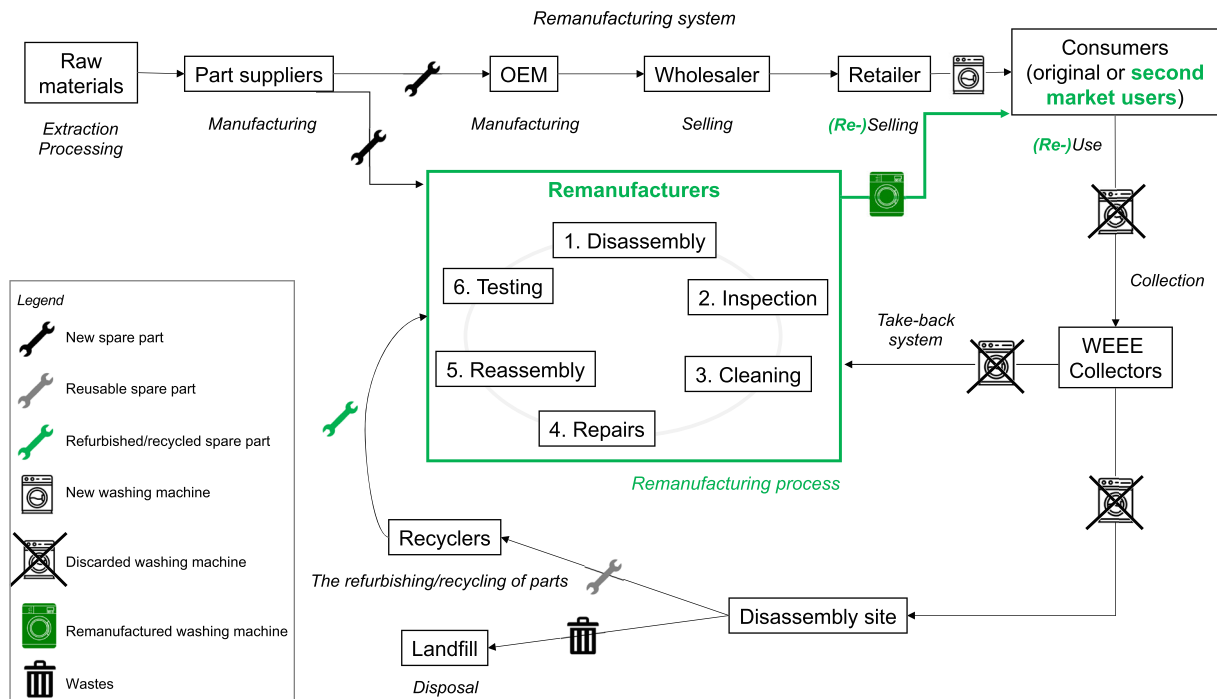 Remanufacturing system
Raw
materials
Part suppliers
OEM
Wholesaler
Retailer
Consumers
(original or second
market users)
Extraction
Processing
Manufacturing
Manufacturing
Selling
(Re-)Selling
(Re-)Use
Remanufacturers
1. Disassembly
2. Inspection
3. Cleaning
4. Repairs
5. Reassembly
6. Testing
Remanufacturing process
Collection
Take-back
system
WEEE
Collectors
Legend
New spare part
Reusable spare part
Refurbished/recycled spare part
New washing machine
Discarded washing machine
Remanufactured washing machine
Wastes
Recyclers
The refurbishing/recycling of parts
Disassembly site
Landfill
Disposal